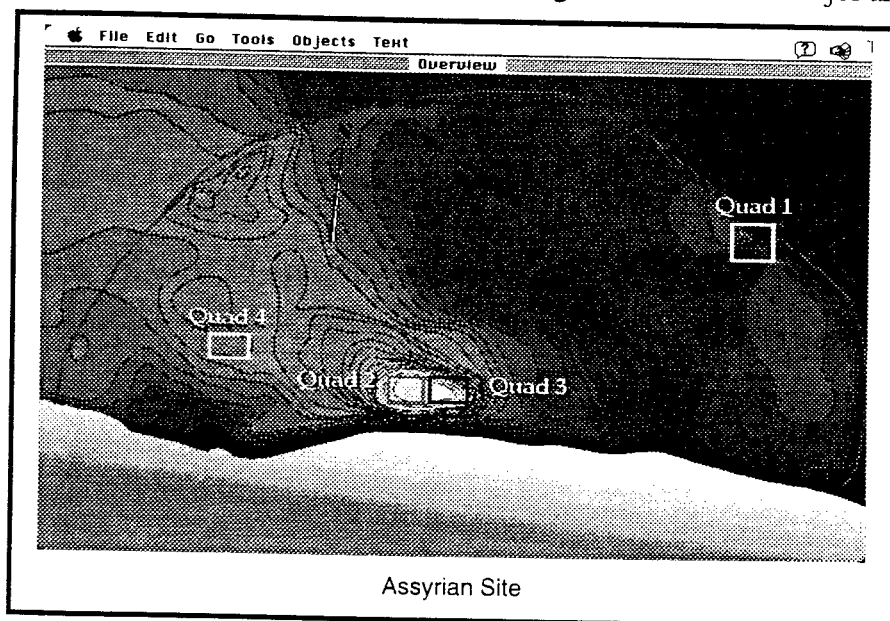 File Edit Go Tools Objects Text
Overview
Quad 1
Quad 4
Quad 2
Quad 3
Assyrian Site